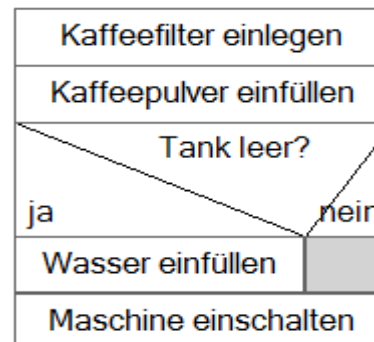 Kaffeefilter einlegen
Kaffeepulver einfüllen
Tank leer?
ja
nein
Wasser einfüllen
Maschine einschalten